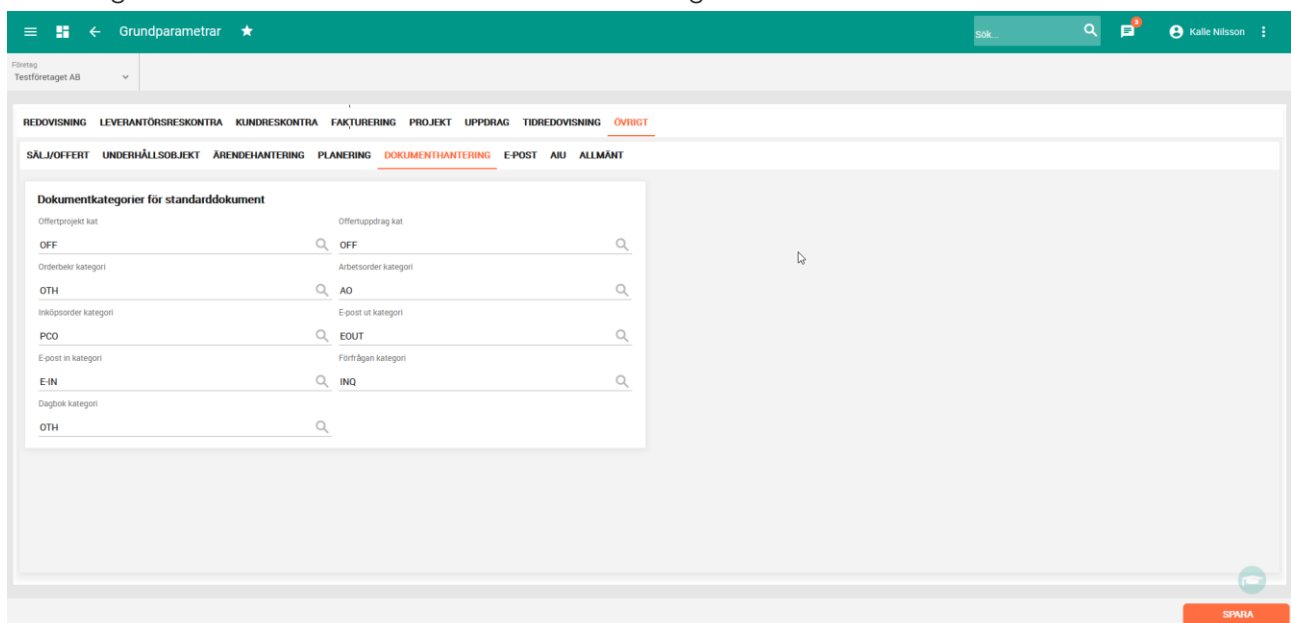 Grundparametrar
Sök...
3
Kalle Nilsson
Företag
Testföretaget AB
REDOVISNING LEVERANTÖRSRESKONTRA KUNDRESKONTRA FAKTURERING PROJEKT UPPDRAG TIDREDOVISNING ÖVRIGT
SÄLJ/OFFERT UNDERHÅLLSOBJEKT ÄRENDEHANTERING PLANERING DOKUMENTHANTERING E-POST AIU ALLMÄNT
Dokumentkategorier för standarddokument
Offertprojekt kat Offertuppdrag kat
OFF OFF
Orderbekr kategori Arbetsorder kategori
OTH AO
Inköpsorder kategori E-post ut kategori
PCO EOUT
E-post in kategori Förfrågan kategori
E-IN INQ
Dagbok kategori
OTH
SPARA